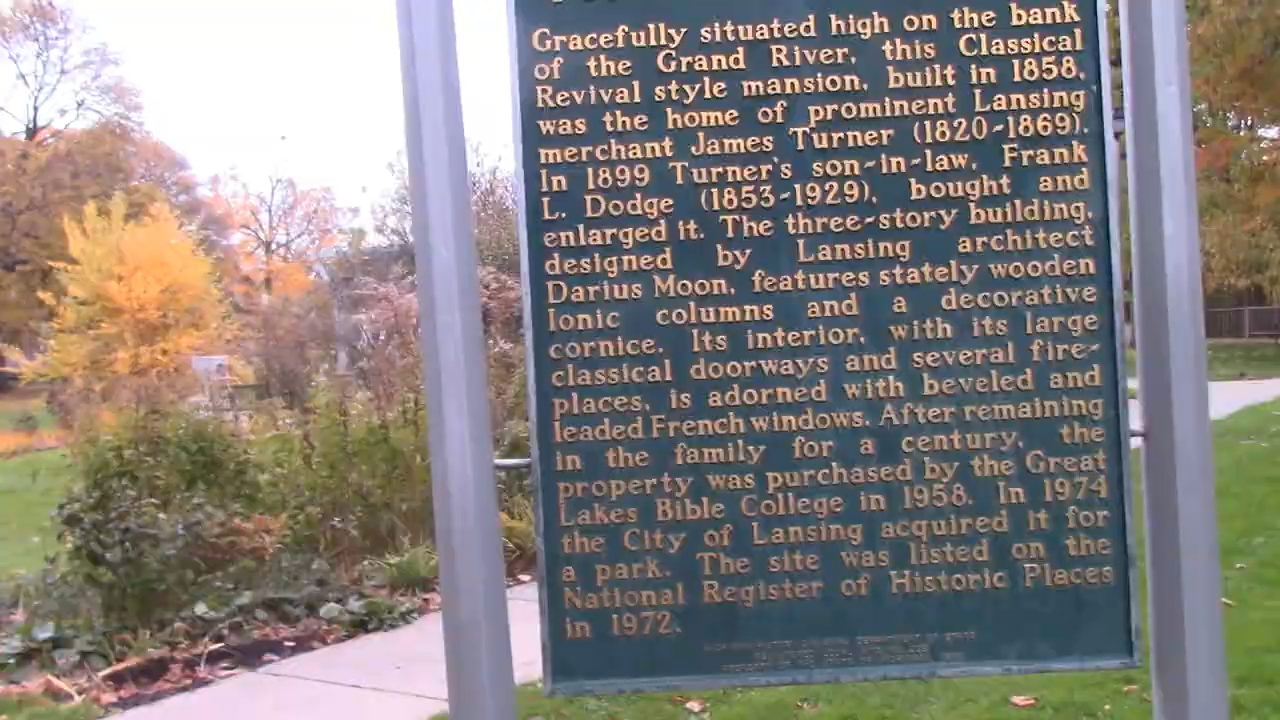 Gracefully situated high on the bank
of the Grand River, this Classical
Revival style mansion, built in 1858,
was the home of prominent Lansing
merchant James Turner (1820-1869).
In 1899 Turner's son-in-law, Frank
L. Dodge (1853-1929), bought and
enlarged it. The three-story building,
designed by Lansing architect
Darius Moon, features stately wooden
Ionic columns and a decorative
cornice. Its interior, with its large
classical doorways and several fire-
places, is adorned with beveled and
leaded French windows. After remaining
in the family for a century, the
property was purchased by the Great
Lakes Bible College in 1958. In 1974
the City of Lansing acquired it for
a park. The site was listed on the
National Register of Historic Places
in 1972.